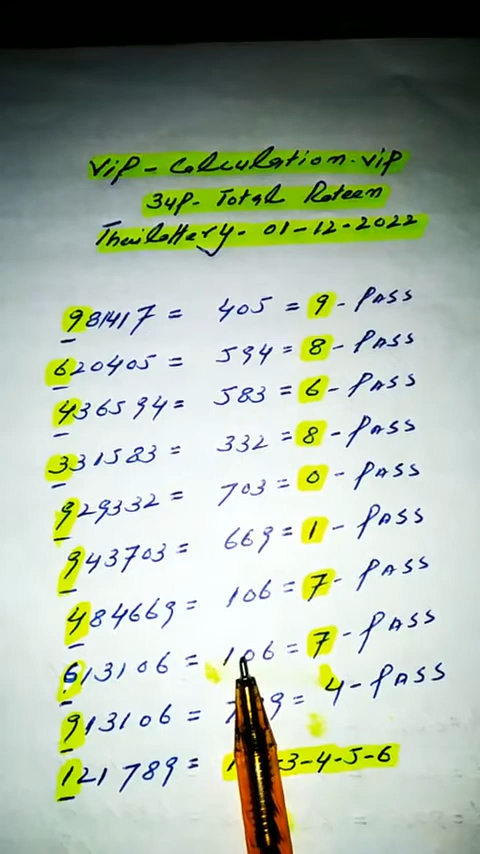 Vip - Calculation. vip
3up - Total Roteen
Thailottery - 01-12-2022
981417 = 405 = 9 - PASS
620405 = 594 = 8 - PASS
436594 = 583 = 6 - PASS
331583 = 332 = 8 - PASS
929332 = 703 = 0 - PASS
943703 = 669 = 1 - PASS
484669 = 106 = 7 - PASS
613106 = 106 = 7 - PASS
913106 = 9 = 4 - PASS
121789 = 3-4-5-6